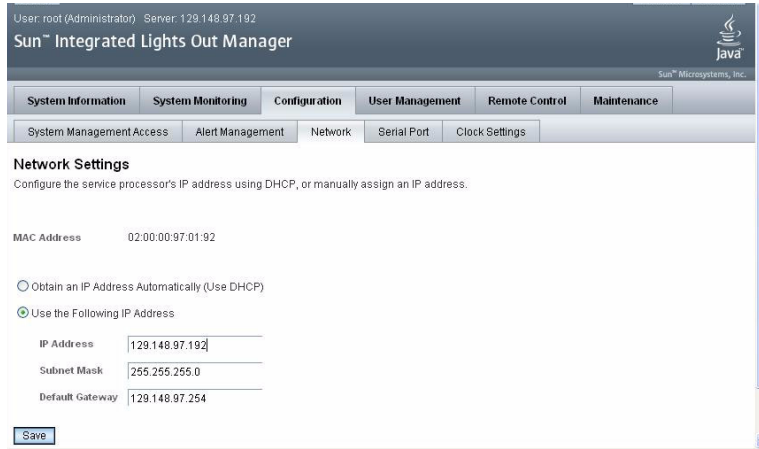 User: root (Administrator) Server: 129.148.97.192
Sun™ Integrated Lights Out Manager
Java™
Sun™ Microsystems, Inc.
System Information System Monitoring Configuration User Management Remote Control Maintenance
System Management Access Alert Management Network Serial Port Clock Settings
Network Settings
Configure the service processor's IP address using DHCP, or manually assign an IP address.
MAC Address 02:00:00:97:01:92
Obtain an IP Address Automatically (Use DHCP)
Use the Following IP Address
IP Address 129.148.97.192
Subnet Mask 255.255.255.0
Default Gateway 129.148.97.254
Save